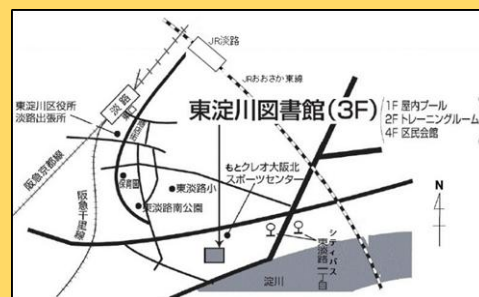 JR淡路
JRおおさか東線
淡路
東淀川区役所
淡路出張所
東淀川図書館(3F)
1F 屋内プール
2F トレーニングルーム
4F 区民会館
阪急京都線
阪急千里線
保育園
東淡路小
東淡路南公園
もとクレオ大阪北
スポーツセンター
シティバス
東淡路一丁目
淀川
N